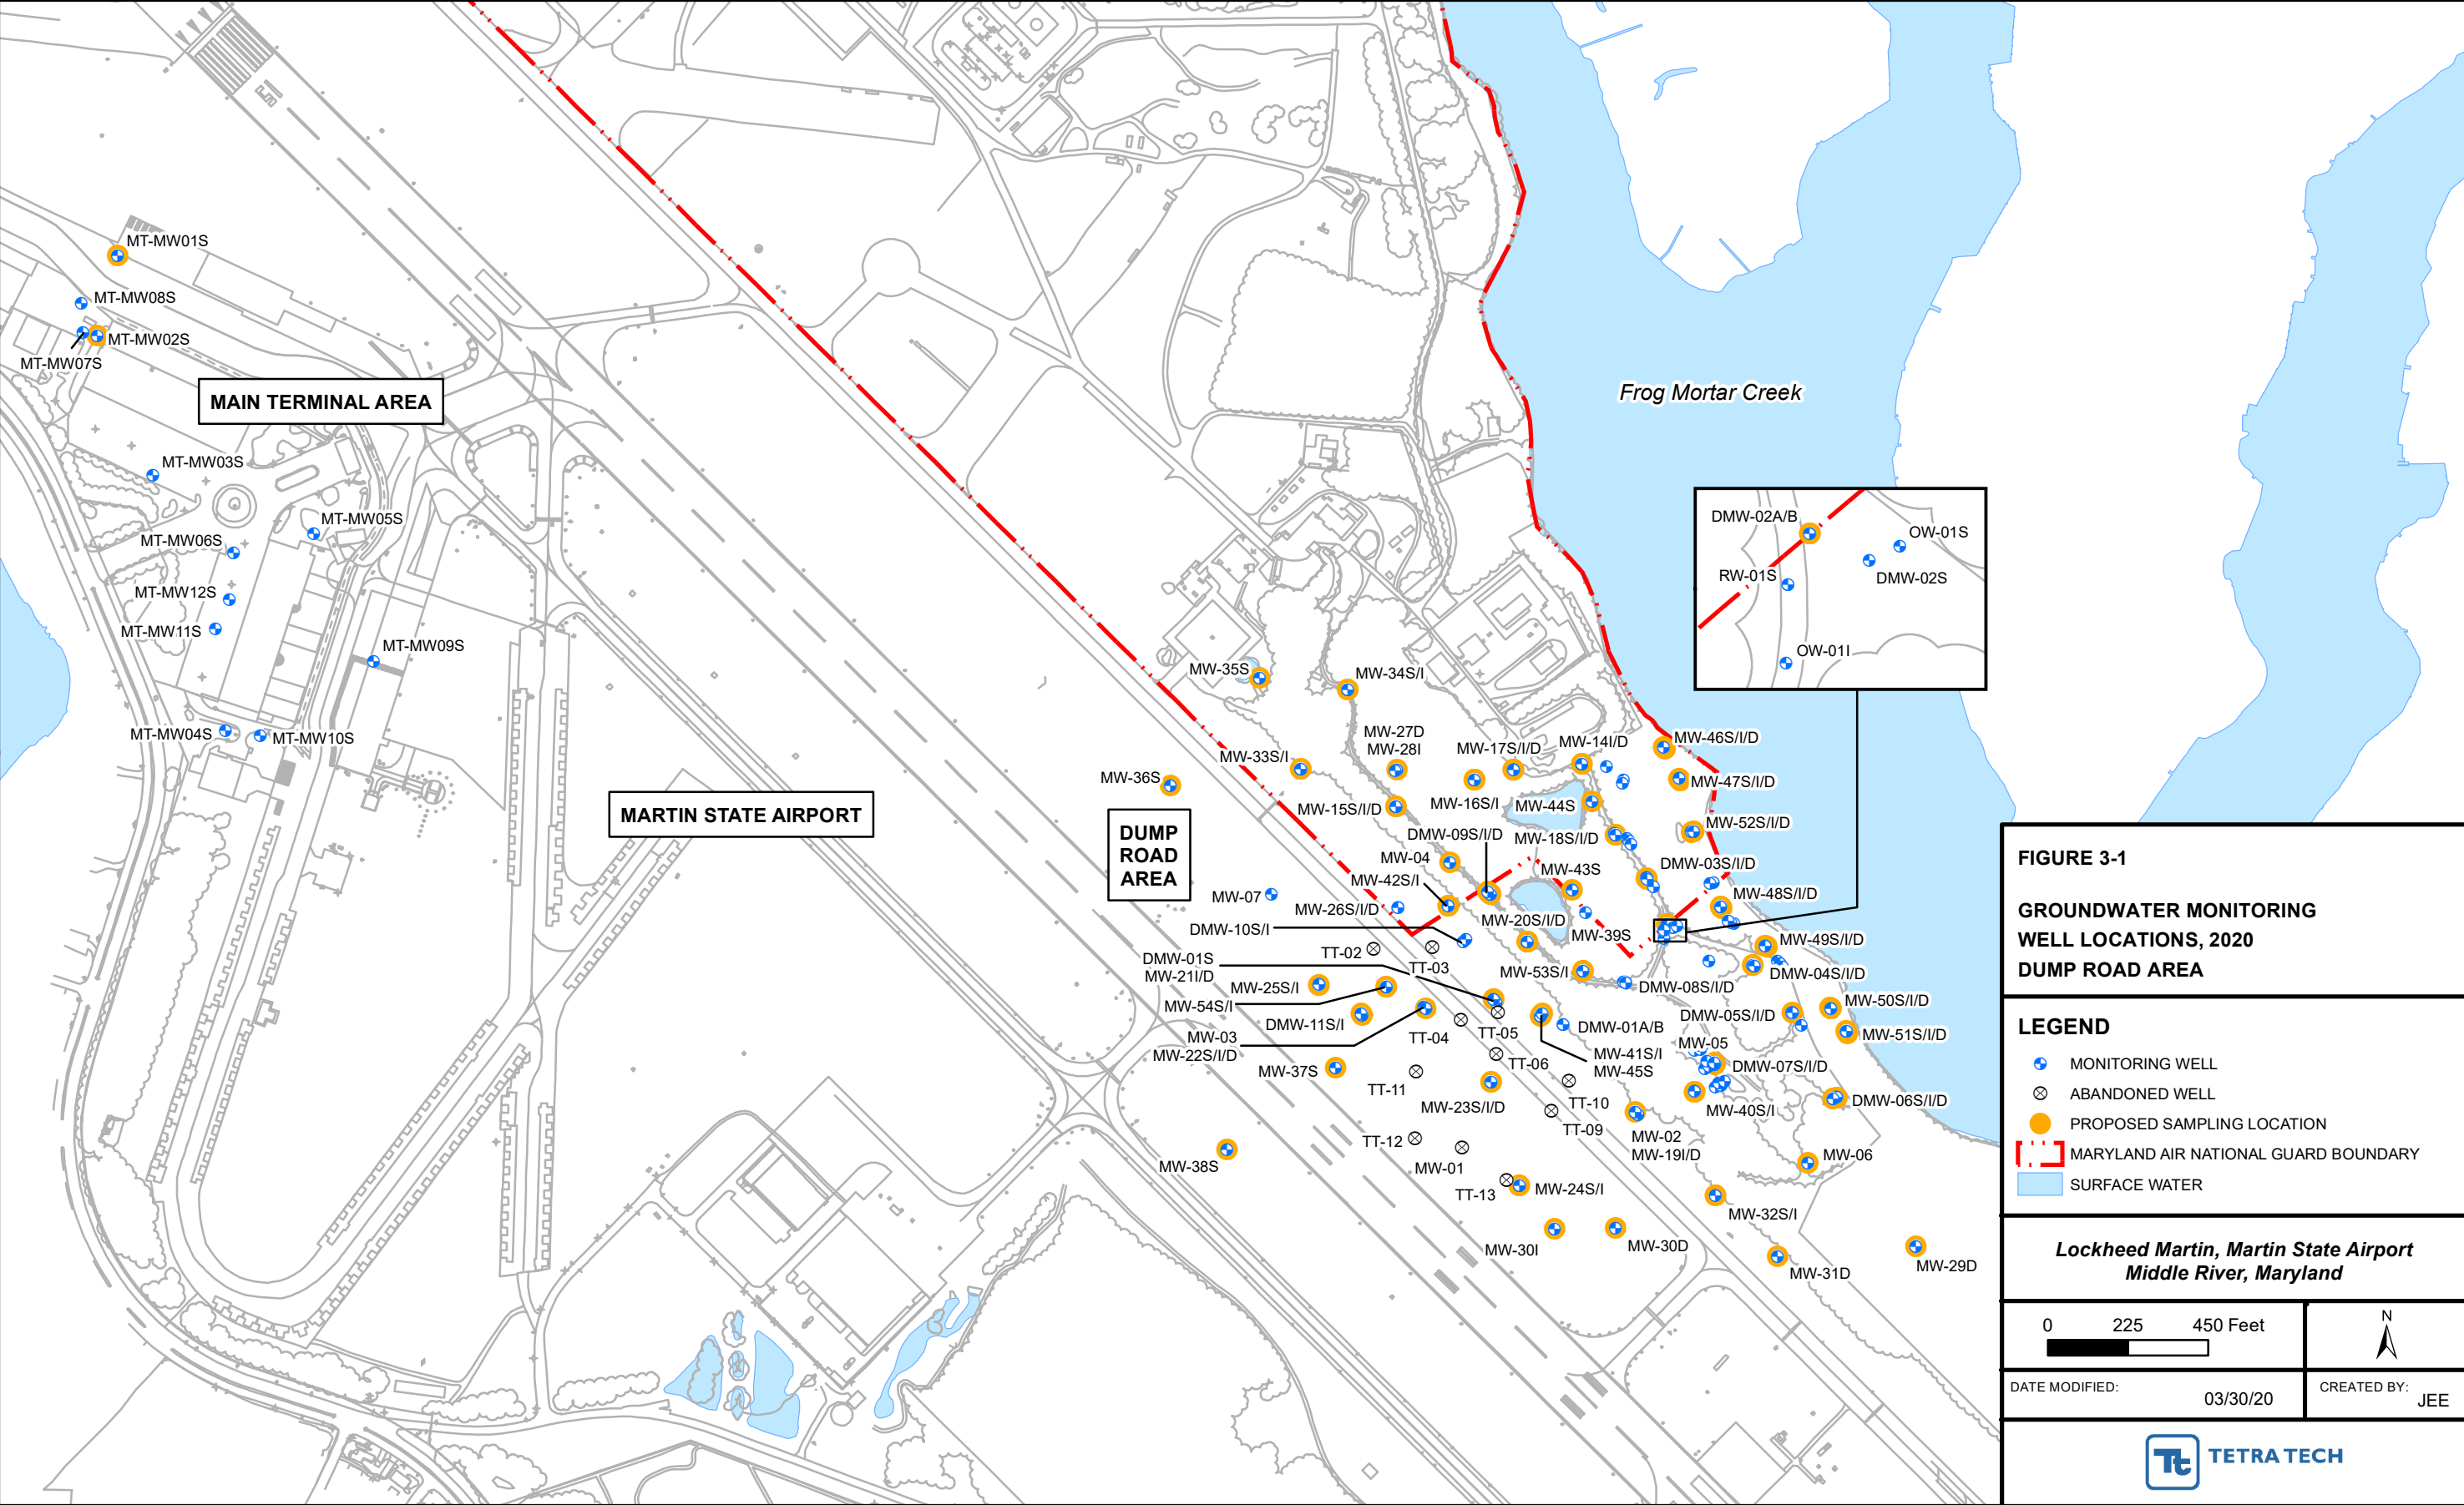 MT-MW01S
MT-MW08S
MT-MW02S
MT-MW07S
MAIN TERMINAL AREA
MT-MW03S
MT-MW05S
MT-MW06S
MT-MW12S
MT-MW11S
MT-MW09S
MT-MW04S
MT-MW10S
MARTIN STATE AIRPORT
Frog Mortar Creek
DMW-02A/B
OW-01S
RW-01S
DMW-02S
OW-01I
MW-35S
MW-34S/I
MW-27D
MW-28I
MW-17S/I/D
MW-14I/D
MW-46S/I/D
MW-33S/I
MW-36S
MW-47S/I/D
MW-15S/I/D
MW-16S/I
MW-44S
DUMP
ROAD
AREA
DMW-09S/I/D
MW-18S/I/D
MW-52S/I/D
MW-04
MW-43S
DMW-03S/I/D
MW-42S/I
MW-07
MW-26S/I/D
MW-48S/I/D
MW-20S/I/D
DMW-10S/I
MW-39S
MW-49S/I/D
TT-02
TT-03
DMW-01S
MW-21I/D
MW-53S/I
DMW-04S/I/D
MW-25S/I
DMW-08S/I/D
MW-54S/I
MW-50S/I/D
DMW-11S/I
DMW-05S/I/D
TT-04
TT-05
DMW-01A/B
MW-51S/I/D
MW-03
MW-22S/I/D
MW-05
MW-41S/I
MW-45S
TT-06
DMW-07S/I/D
MW-37S
TT-11
MW-23S/I/D
TT-10
MW-40S/I
DMW-06S/I/D
TT-09
TT-12
MW-02
MW-19I/D
MW-38S
MW-01
MW-06
TT-13
MW-24S/I
MW-32S/I
MW-30I
MW-30D
MW-31D
MW-29D
FIGURE 3-1
GROUNDWATER MONITORING
WELL LOCATIONS, 2020
DUMP ROAD AREA
LEGEND
MONITORING WELL
ABANDONED WELL
PROPOSED SAMPLING LOCATION
MARYLAND AIR NATIONAL GUARD BOUNDARY
SURFACE WATER
Lockheed Martin, Martin State Airport
Middle River, Maryland
0 225 450 Feet
N
DATE MODIFIED: 03/30/20
CREATED BY: JEE
Tt TETRA TECH